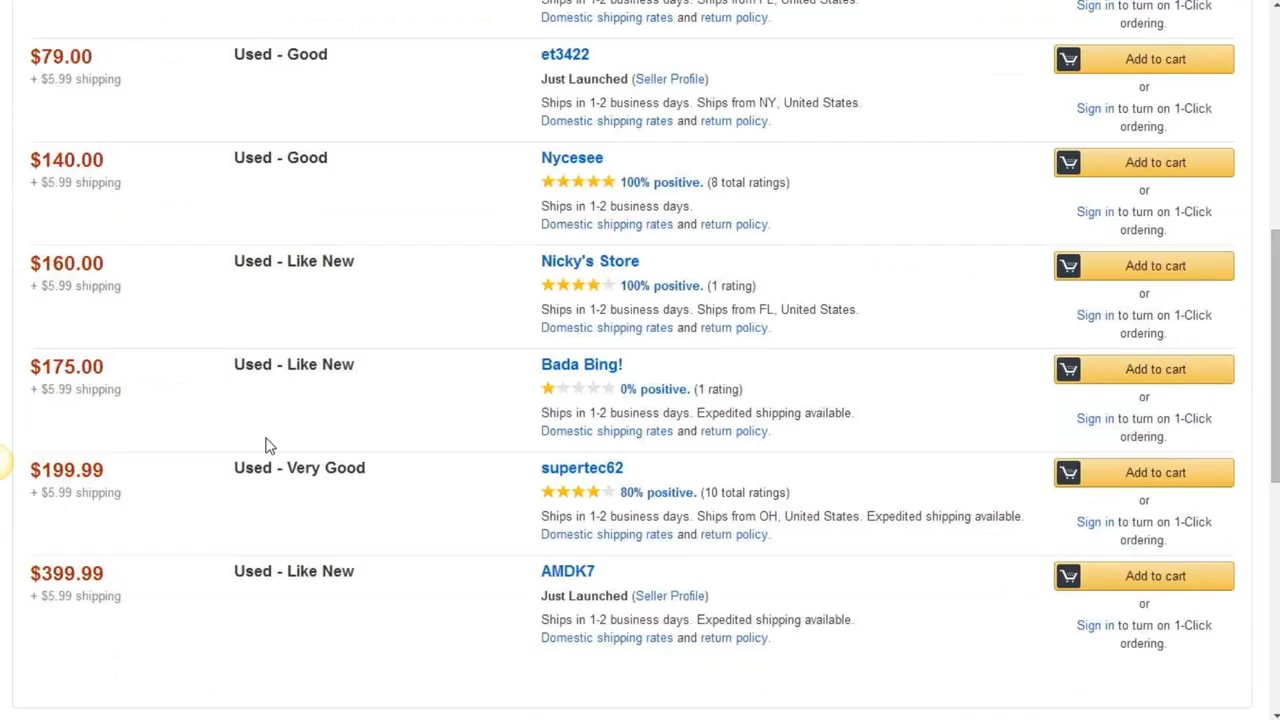 Ships in 1-2 business days. Ships from FL, United States.
Domestic shipping rates and return policy.
Sign in to turn on 1-Click
ordering.
$79.00
+ $5.99 shipping
Used - Good
et3422
Just Launched (Seller Profile)
Ships in 1-2 business days. Ships from NY, United States.
Domestic shipping rates and return policy.
Add to cart
or
Sign in to turn on 1-Click
ordering.
$140.00
+ $5.99 shipping
Used - Good
Nycesee
100% positive. (8 total ratings)
Ships in 1-2 business days.
Domestic shipping rates and return policy.
Add to cart
or
Sign in to turn on 1-Click
ordering.
$160.00
+ $5.99 shipping
Used - Like New
Nicky's Store
100% positive. (1 rating)
Ships in 1-2 business days. Ships from FL, United States.
Domestic shipping rates and return policy.
Add to cart
or
Sign in to turn on 1-Click
ordering.
$175.00
+ $5.99 shipping
Used - Like New
Bada Bing!
0% positive. (1 rating)
Ships in 1-2 business days. Expedited shipping available.
Domestic shipping rates and return policy.
Add to cart
or
Sign in to turn on 1-Click
ordering.
$199.99
+ $5.99 shipping
Used - Very Good
supertec62
80% positive. (10 total ratings)
Ships in 1-2 business days. Ships from OH, United States. Expedited shipping available.
Domestic shipping rates and return policy.
Add to cart
or
Sign in to turn on 1-Click
ordering.
$399.99
+ $5.99 shipping
Used - Like New
AMDK7
Just Launched (Seller Profile)
Ships in 1-2 business days. Expedited shipping available.
Domestic shipping rates and return policy.
Add to cart
or
Sign in to turn on 1-Click
ordering.